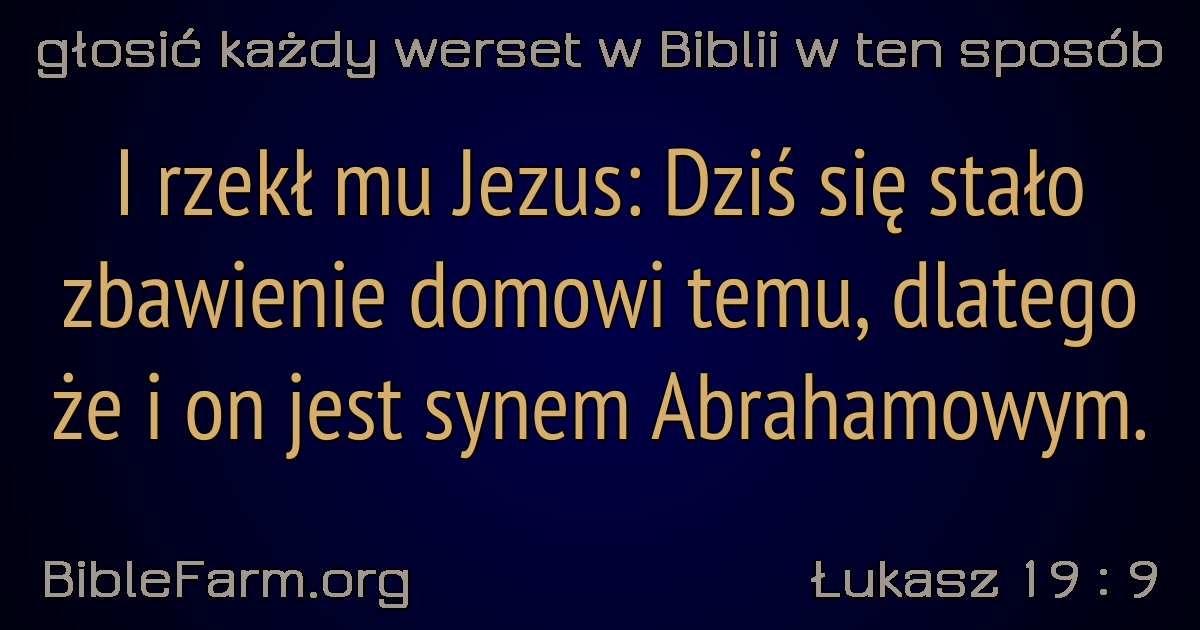 głosić każdy werset w Biblii w ten sposób
I rzekł mu Jezus: Dziś się stało
zbawienie domowi temu, dlatego
że i on jest synem Abrahamowym.
BibleFarm.org
Łukasz 19 : 9